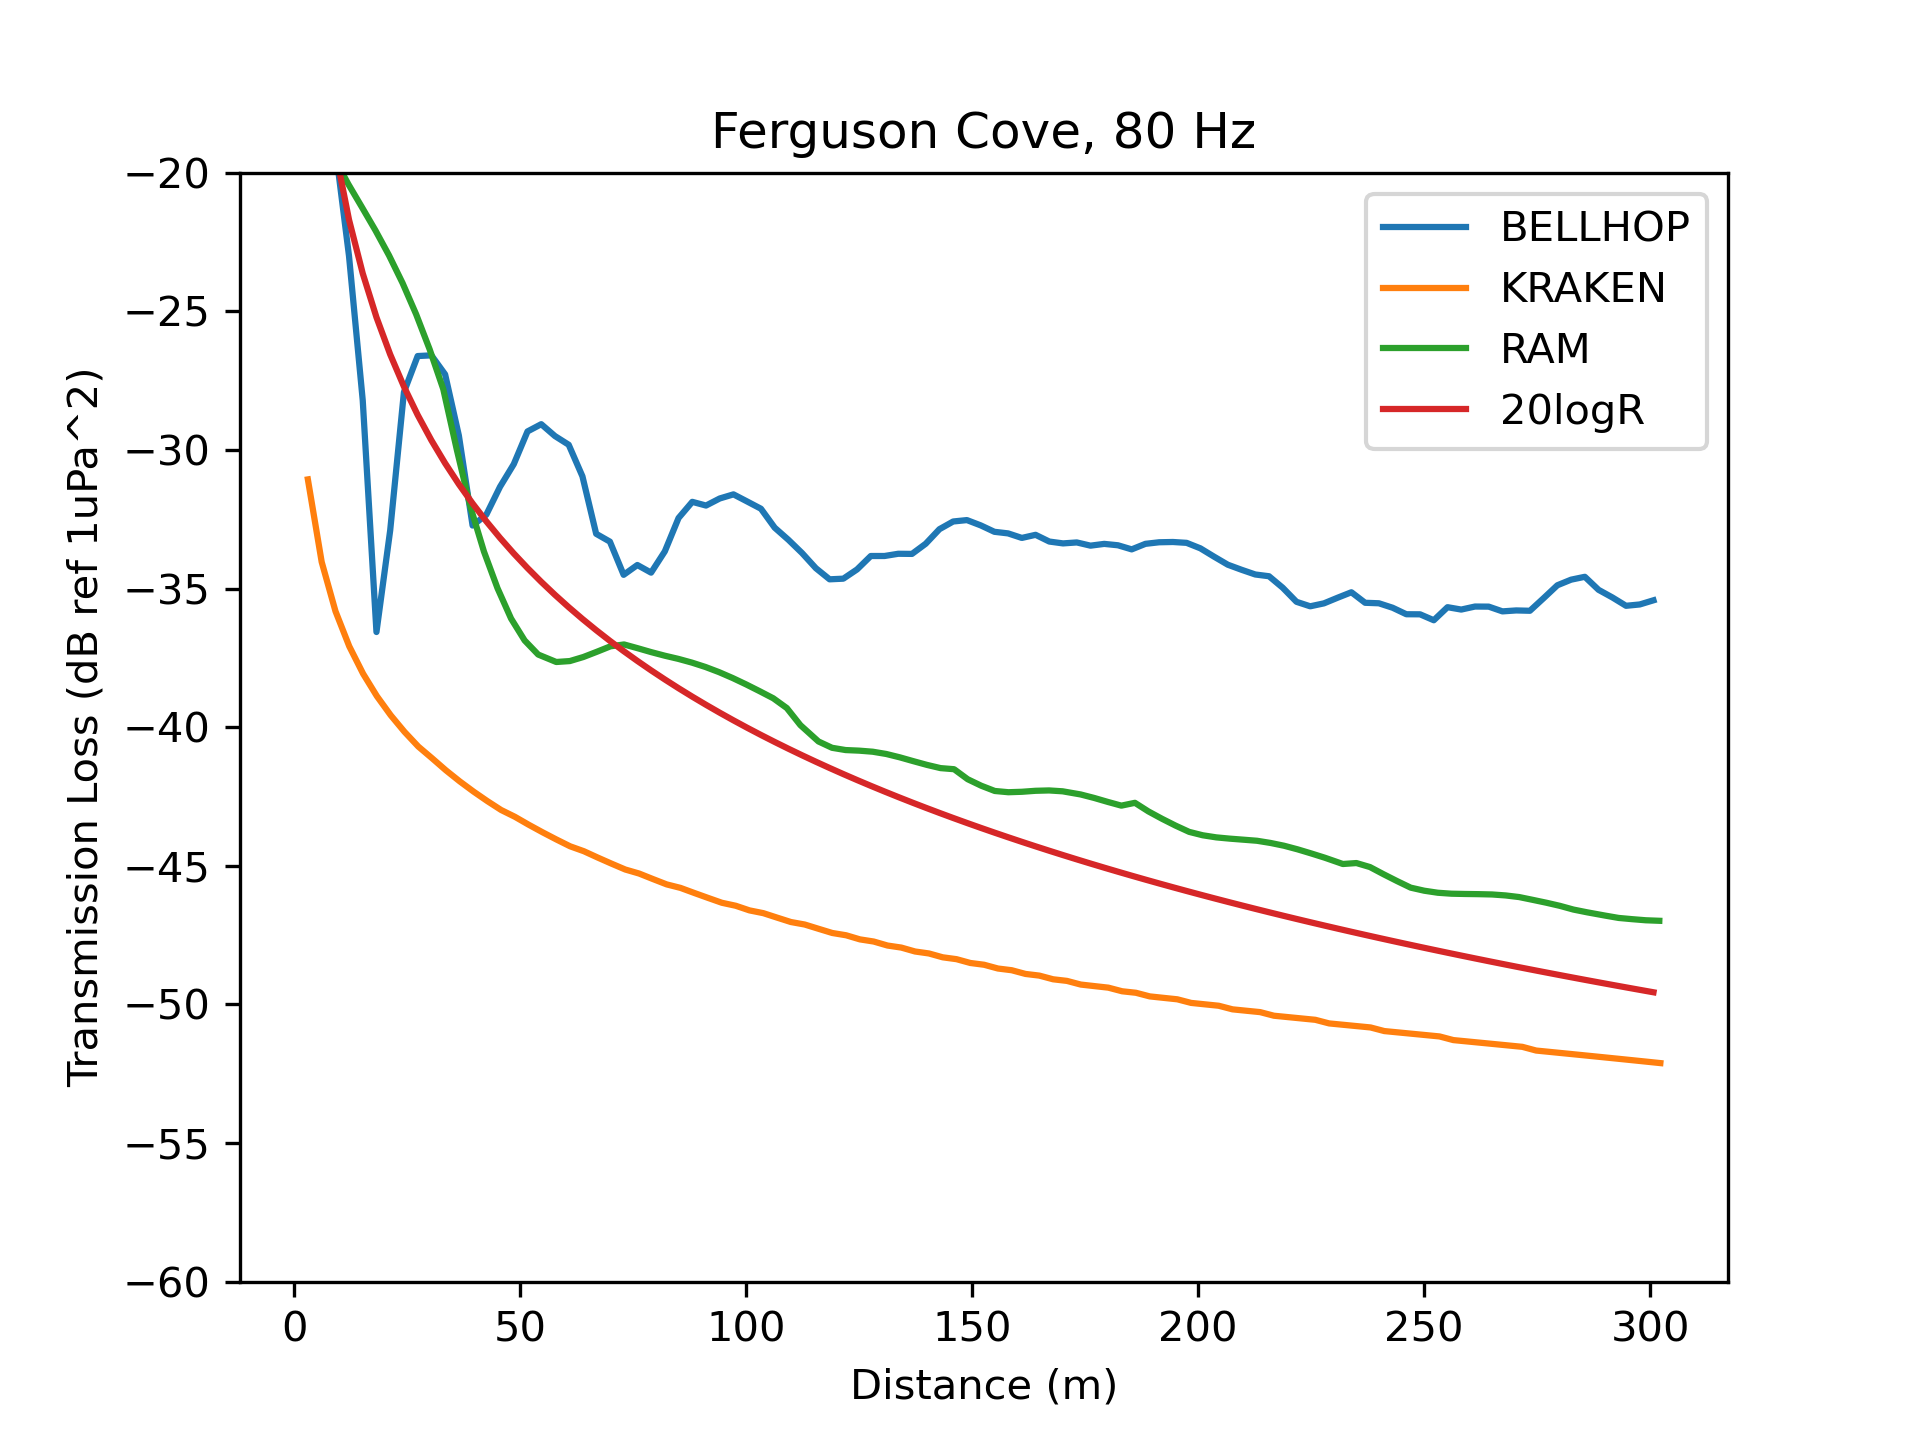 Ferguson Cove, 80 Hz
−20
−25
−30
−35
−40
−45
−50
−55
−60
Transmission Loss (dB ref 1uPa^2)
BELLHOP
KRAKEN
RAM
20logR
0
50
100
150
200
250
300
Distance (m)